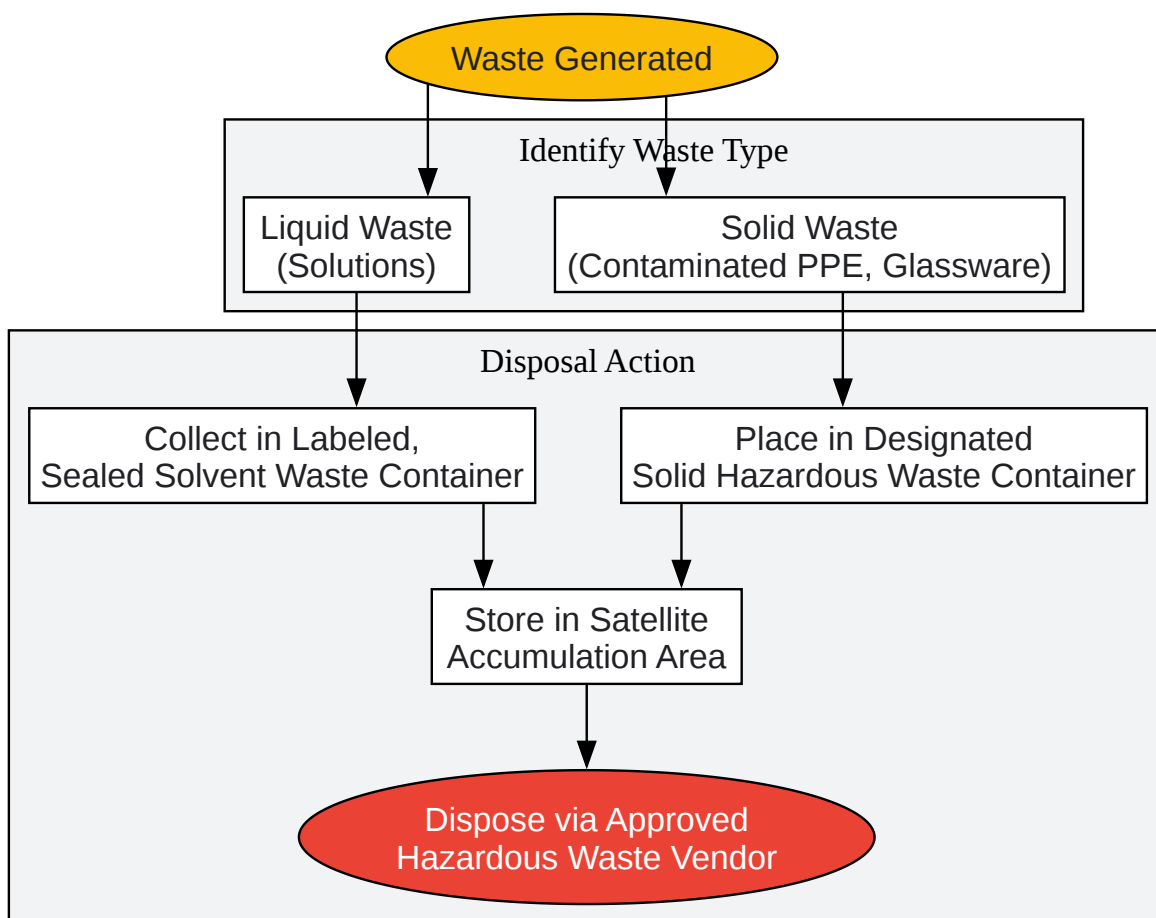 Waste Generated
Identify Waste Type
Liquid Waste
(Solutions)
Solid Waste
(Contaminated PPE, Glassware)
Disposal Action
Collect in Labeled,
Sealed Solvent Waste Container
Place in Designated
Solid Hazardous Waste Container
Store in Satellite
Accumulation Area
Dispose via Approved
Hazardous Waste Vendor